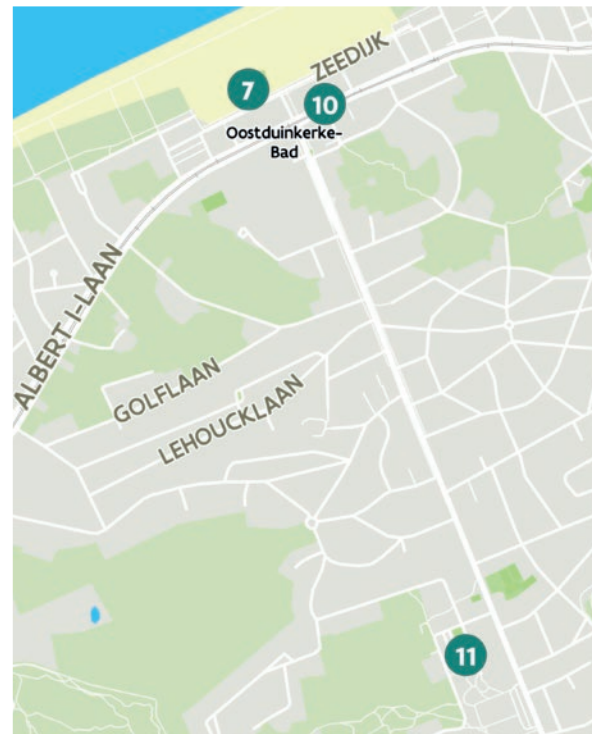 ZEEDIJK
7
10
Oostduinkerke-
Bad
ALBERT I-LAAN
GOLFLAAN
LEHOUCKLAAN
11